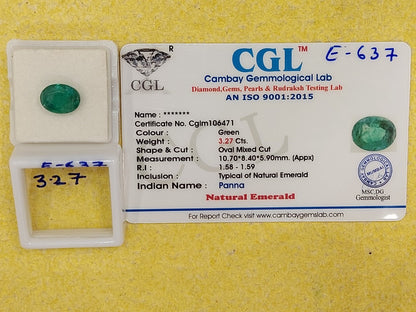 CGL™
E-637
R
CGL
Cambay Gemmological Lab
Diamond,Gems, Pearls & Rudraksh Testing Lab
AN ISO 9001:2015
Name : *******
Certificate No. Cglm106471
Colour : Green
Weight : 3.27 Cts.
Shape & Cut : Oval Mixed Cut
Measurement : 10.70*8.40*5.90mm. (Appx)
R.I : 1.58 - 1.59
Inclusion : Typical of Natural Emerald
Indian Name : Panna
Natural Emerald
For Report Check Visit on : www.cambaygemslab.com
MUMBAI
MSC,DG
Gemmologist
E-637
3.27